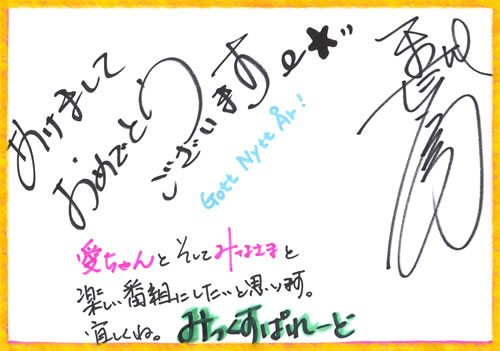 あけまして
おめでとう
ございます
Gott Nytt År!
愛ちゃんとそしてみなさまと
楽しい番組にしたいと思います。
宜しくね。みっくすぱれーど